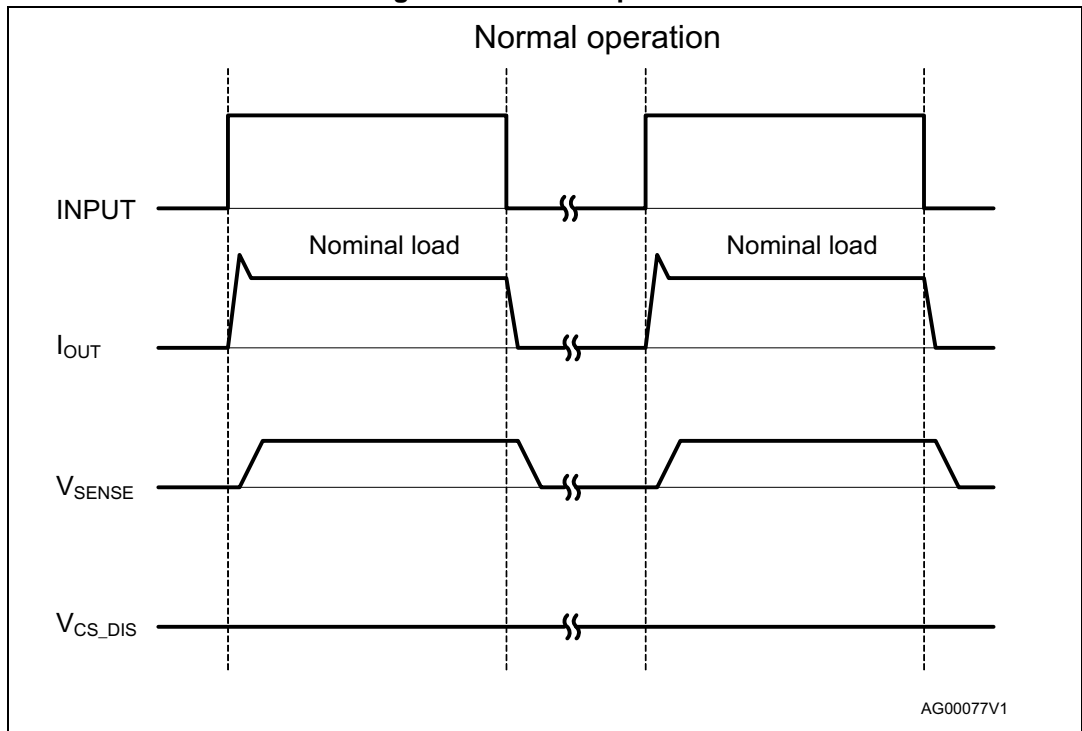 Normal operation
INPUT
Nominal load
Nominal load
IOUT
VSENSE
VCS_DIS
AG00077V1